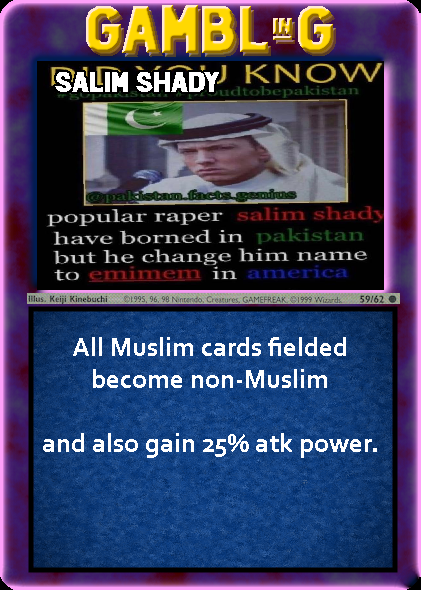 GAMBL IN G
DID YOU KNOW
SALIM SHADY
#gopakistan #proudtobepakistan
@pakistan.facts.genius
popular raper salim shady
have borned in pakistan
but he change him name
to emimem in america
Illus. Keiji Kinebuchi ©1995, 96, 98 Nintendo, Creatures, GAMEFREAK. ©1999 Wizards. 59/62
All Muslim cards fielded
become non-Muslim
and also gain 25% atk power.